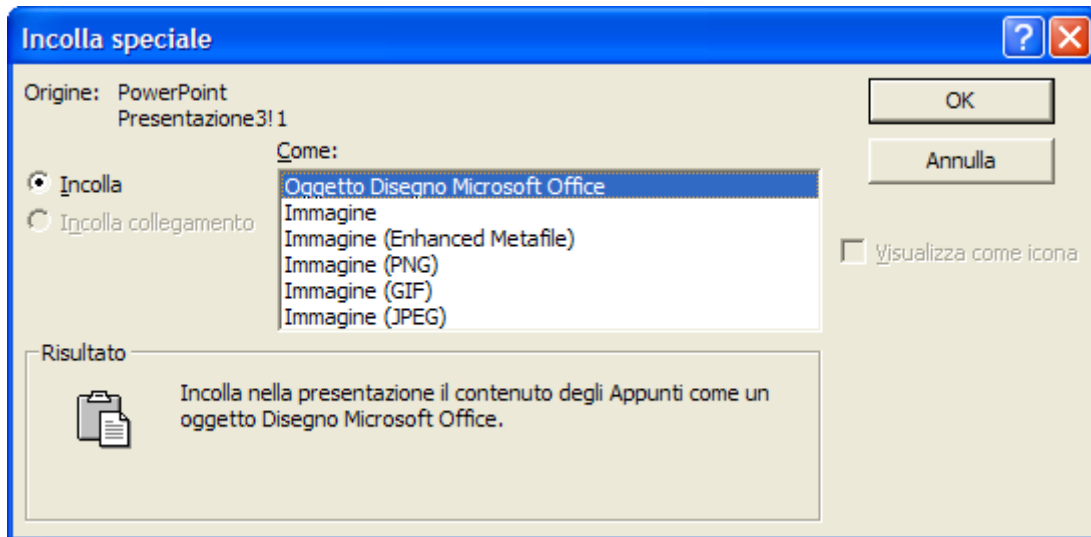 Incolla speciale
Origine: PowerPoint
Presentazione3!1
OK
Annulla
Come:
Incolla
Incolla collegamento
Oggetto Disegno Microsoft Office
Immagine
Immagine (Enhanced Metafile)
Immagine (PNG)
Immagine (GIF)
Immagine (JPEG)
Visualizza come icona
Risultato
Incolla nella presentazione il contenuto degli Appunti come un
oggetto Disegno Microsoft Office.